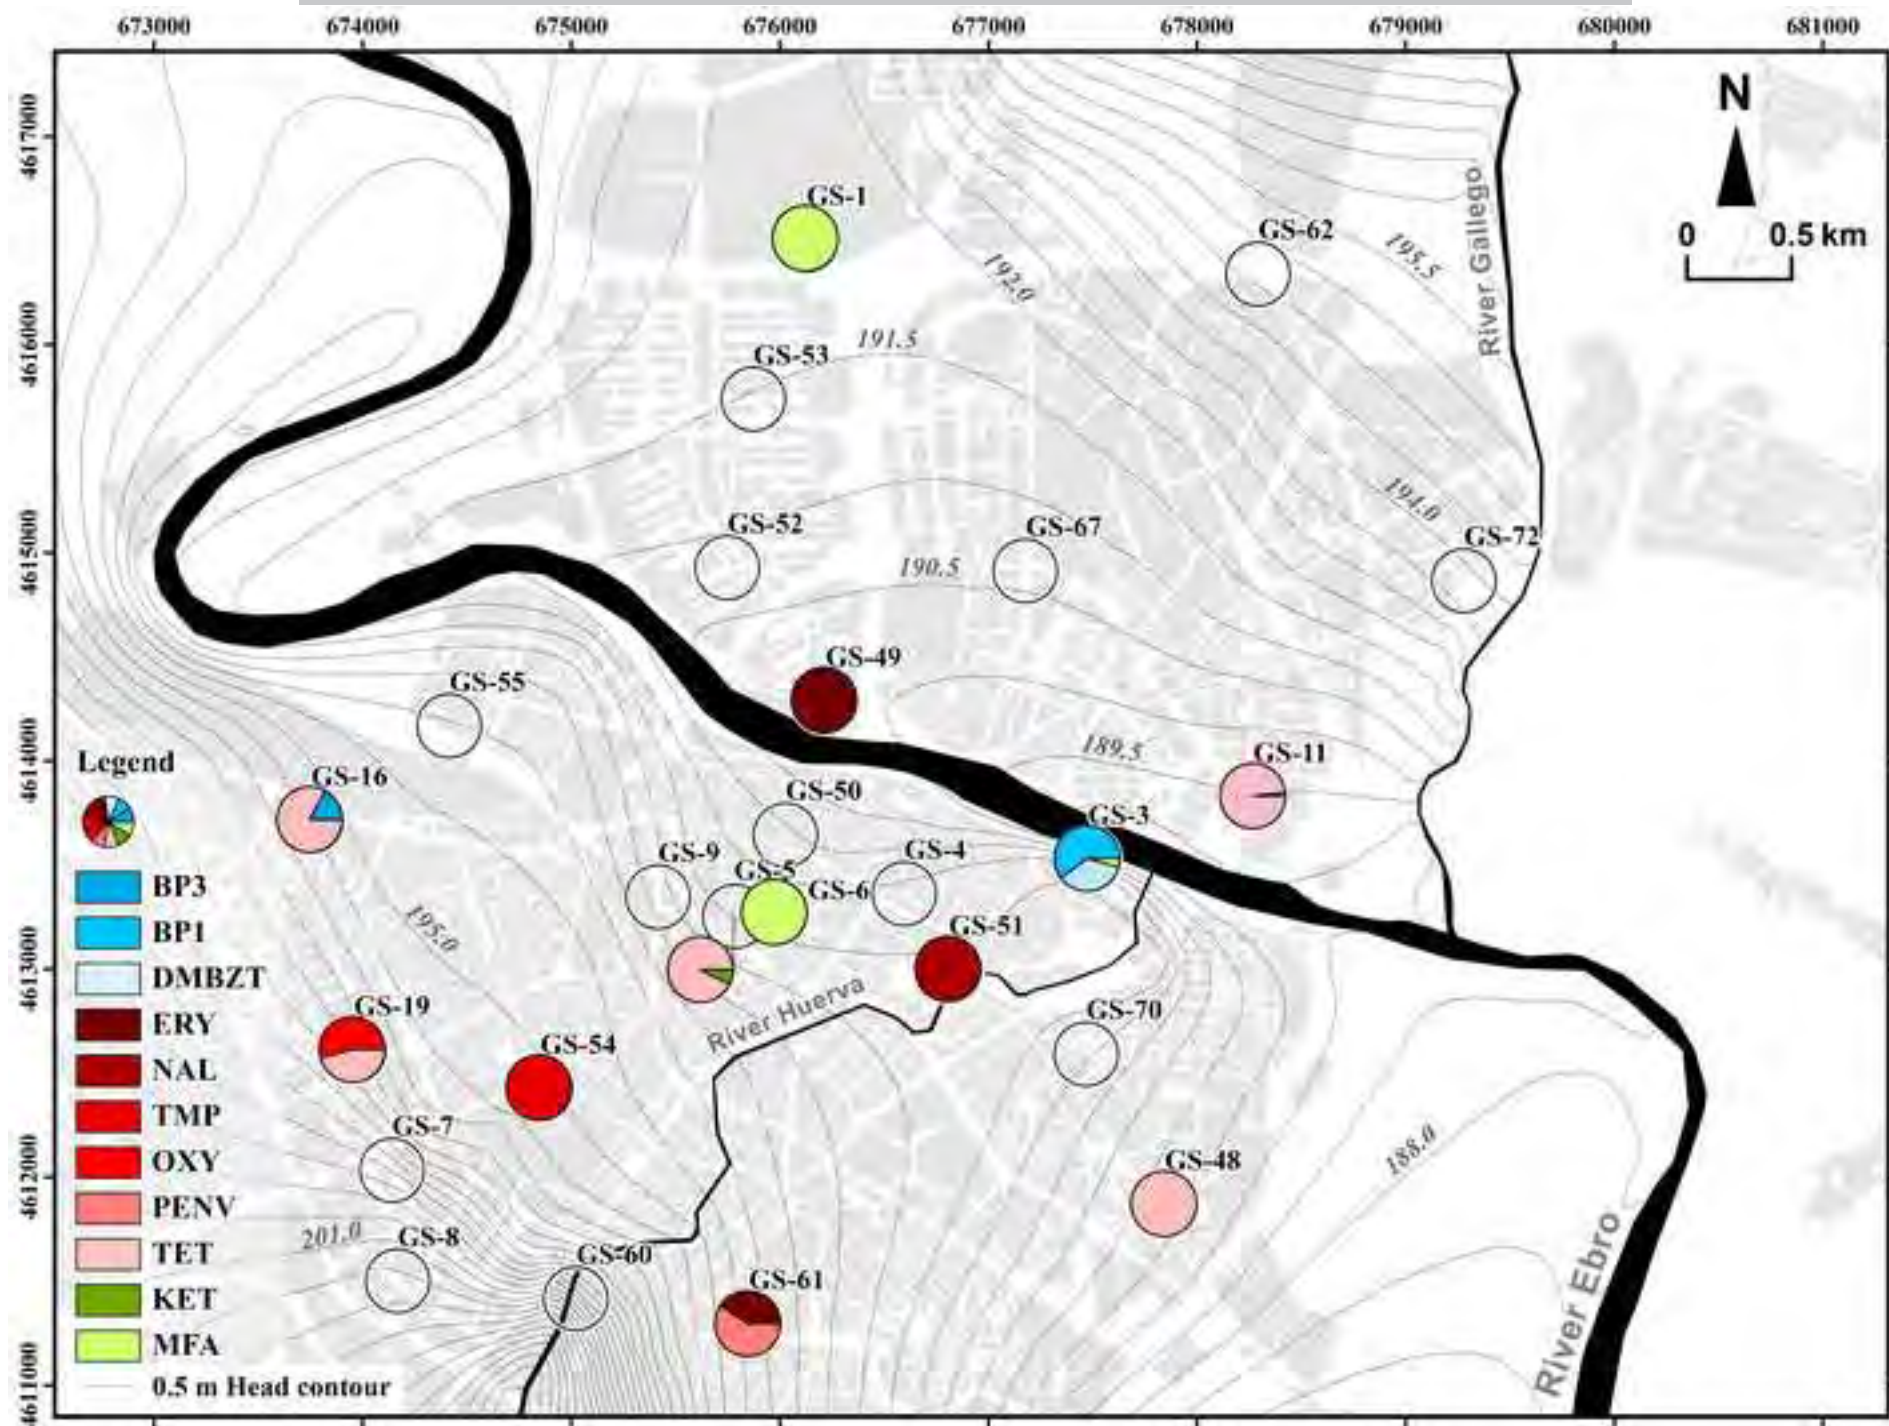 673000 674000 675000 676000 677000 678000 679000 680000 681000
4617000
4616000
4615000
4614000
4613000
4612000
4611000
N
0 0.5 km
GS-1
GS-62
195.5
River Gállego
192.0
191.5
GS-53
194.0
GS-52
GS-67
GS-72
190.5
GS-49
GS-55
189.5
GS-11
GS-16
GS-50
GS-3
GS-9
GS-4
GS-5
GS-6
GS-51
195.0
River Huerva
GS-19
GS-54
GS-70
GS-7
GS-48
188.0
201.0
GS-8
GS-60
GS-61
River Ebro
Legend
BP3
BP1
DMBZT
ERY
NAL
TMP
OXY
PENV
TET
KET
MFA
0.5 m Head contour